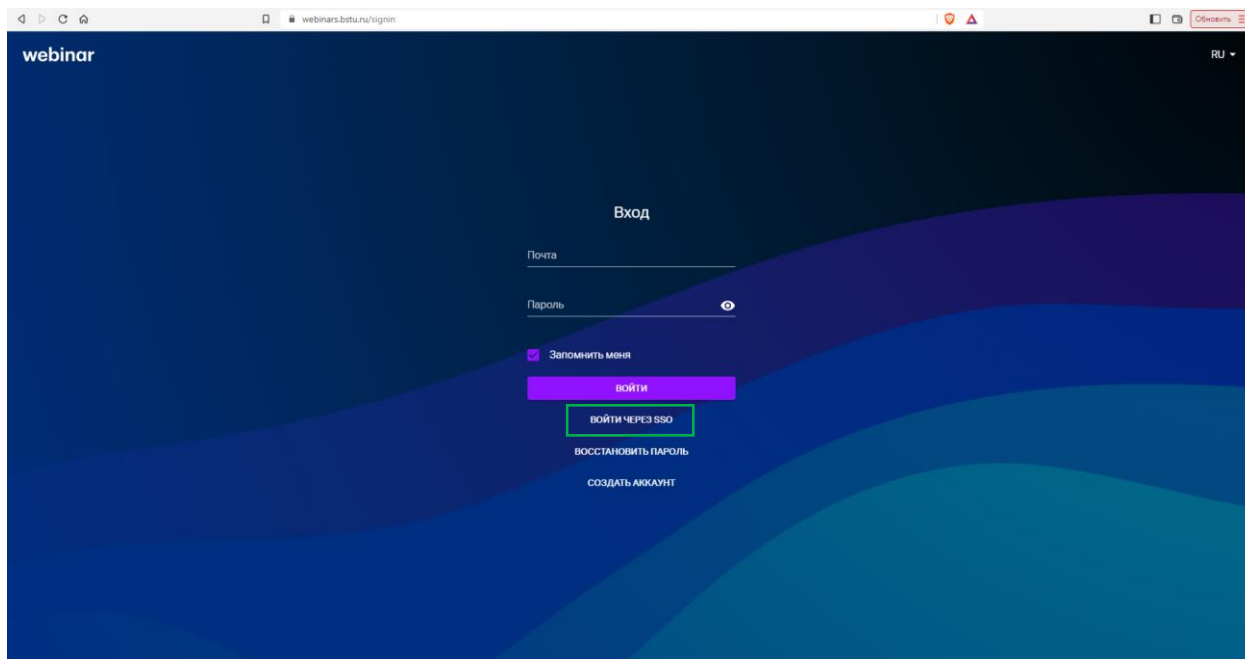 webinars.bstu.ru/signin
Обновить
webinar
RU
Вход
Почта
Пароль
Запомнить меня
ВОЙТИ
ВОЙТИ ЧЕРЕЗ SSO
ВОССТАНОВИТЬ ПАРОЛЬ
СОЗДАТЬ АККАУНТ